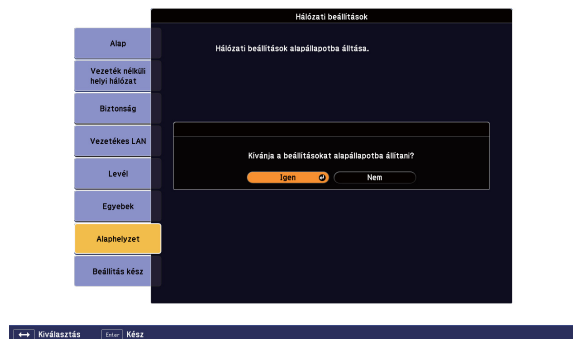 Hálózati beállítások
Alap
Vezeték nélküli
helyi hálózat
Biztonság
Vezetékes LAN
Levél
Egyebek
Alaphelyzet
Beállítás kész
Hálózati beállítások alapállapotba álltása.
Kívánja a beállításokat alapállapotba állítani?
Igen
Nem
Kiválasztás
Enter Kész